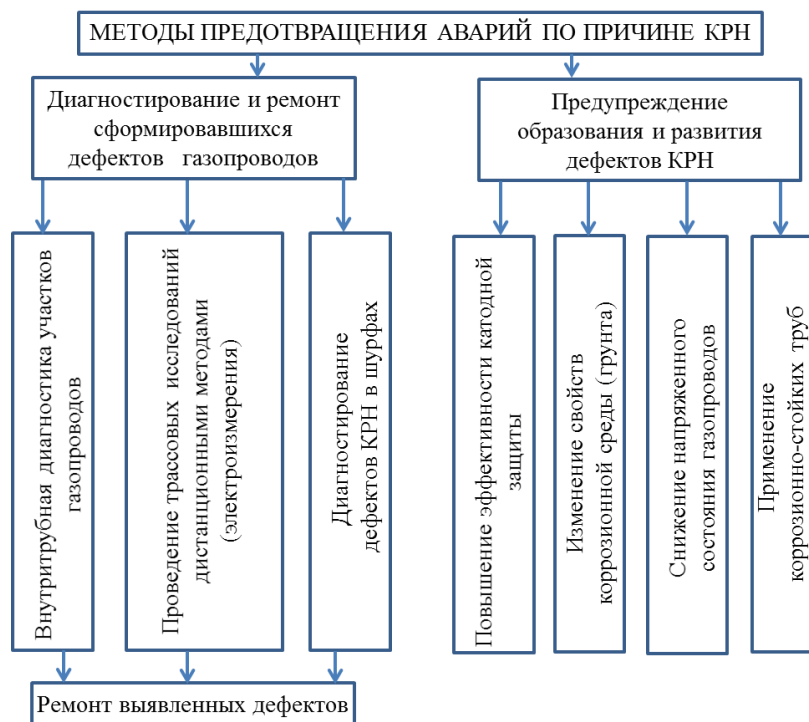 МЕТОДЫ ПРЕДОТВРАЩЕНИЯ АВАРИЙ ПО ПРИЧИНЕ КРН
Диагностирование и ремонт
сформировавшихся
дефектов газопроводов
Предупреждение
образования и развития
дефектов КРН
Внутритрубная диагностика участков
газопроводов
Проведение трассовых исследований
дистанционными методами
(электроизмерения)
Диагностирование
дефектов КРН в шурфах
Повышение эффективности кагодной
защиты
Изменение свойств
коррозионной среды (грунта)
Снижение напряженного
состояния газопроводов
Применение
коррозионно-стойких труб
Ремонт выявленных дефектов